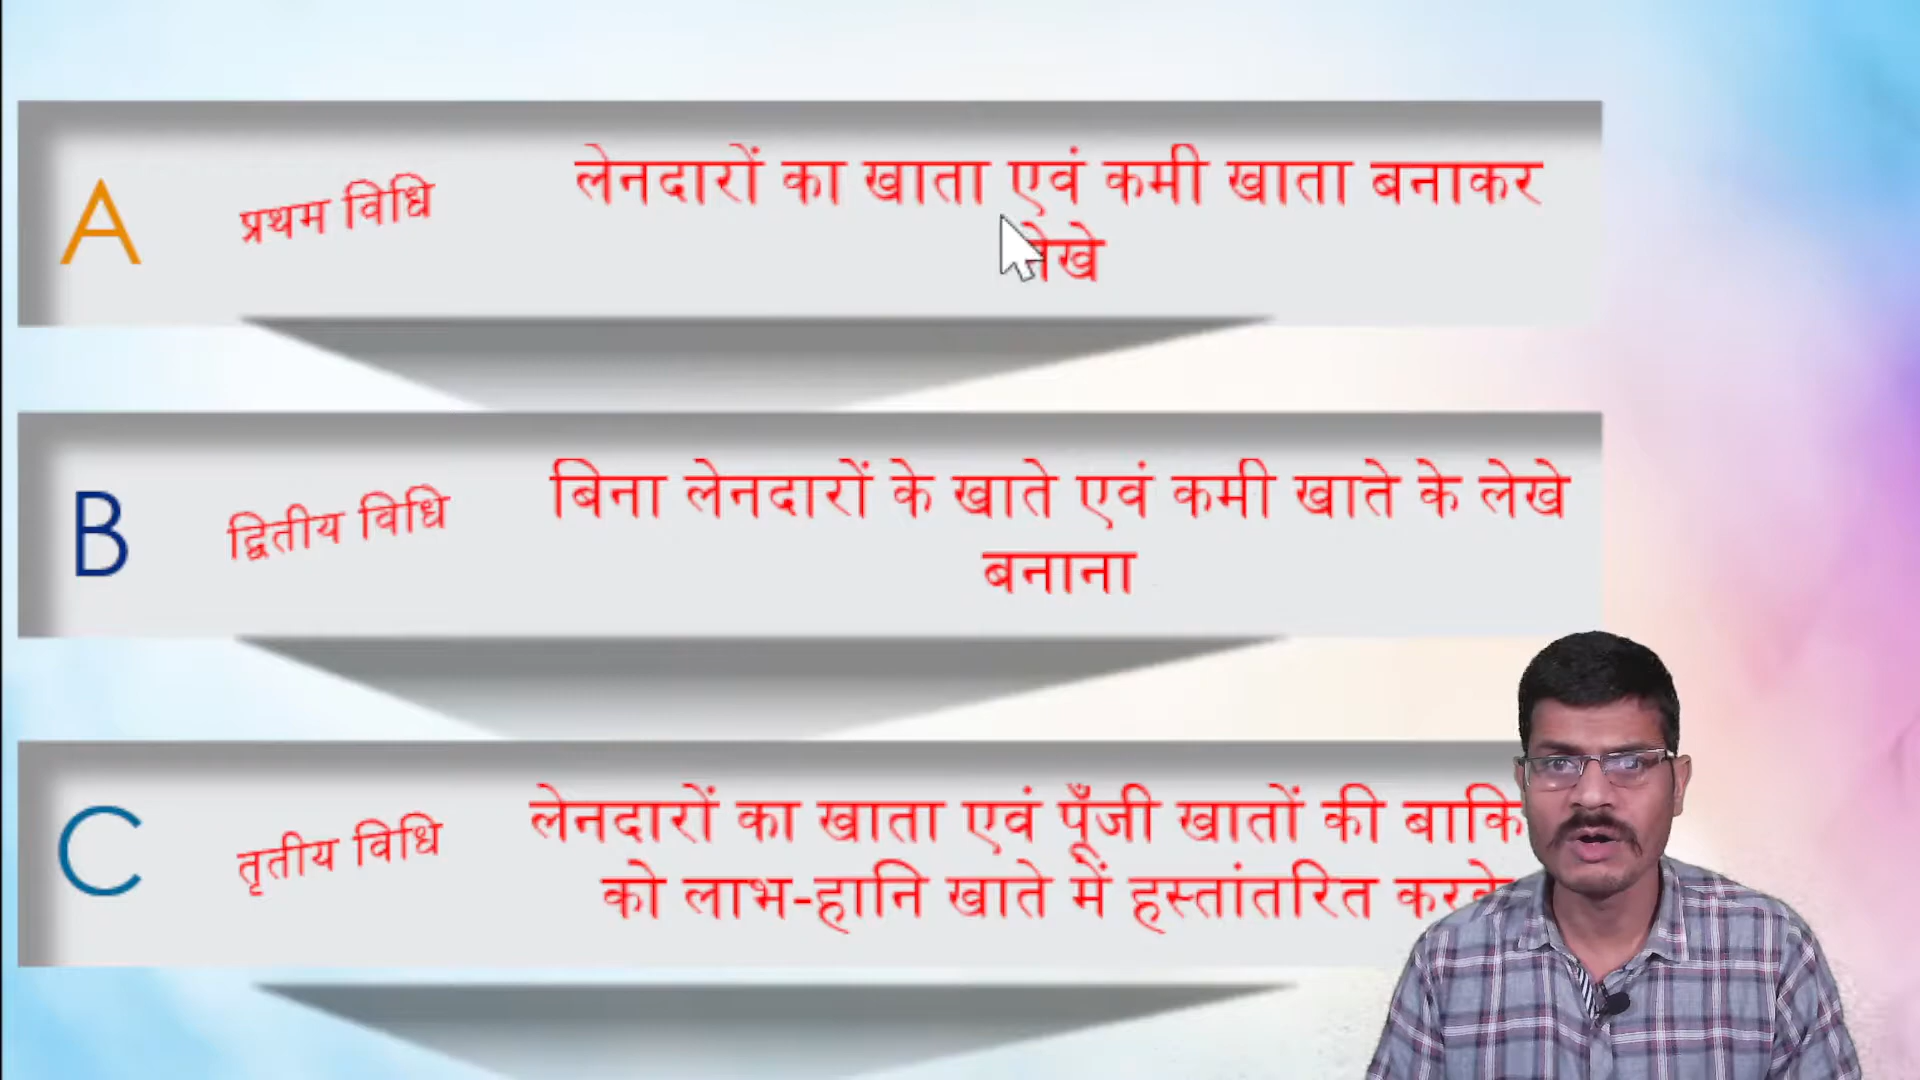 A
प्रथम विधि
लेनदारों का खाता एवं कमी खाता बनाकर
B
द्वितीय विधि
बिना लेनदारों के खाते एवं कमी खाते के लेखे
बनाना
C
तृतीय विधि
लेनदारों का खाता एवं पूँजी खातों की
को लाभ-हानि खाते में हस्तांतरित